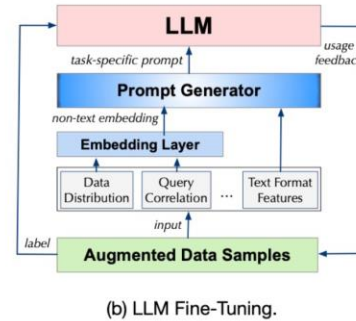 LLM
task-specific prompt
usage
feedback
Prompt Generator
non-text embedding
Embedding Layer
Data
Distribution
Query
Correlation
...
Text Format
Features
input
label
Augmented Data Samples
(b) LLM Fine-Tuning.